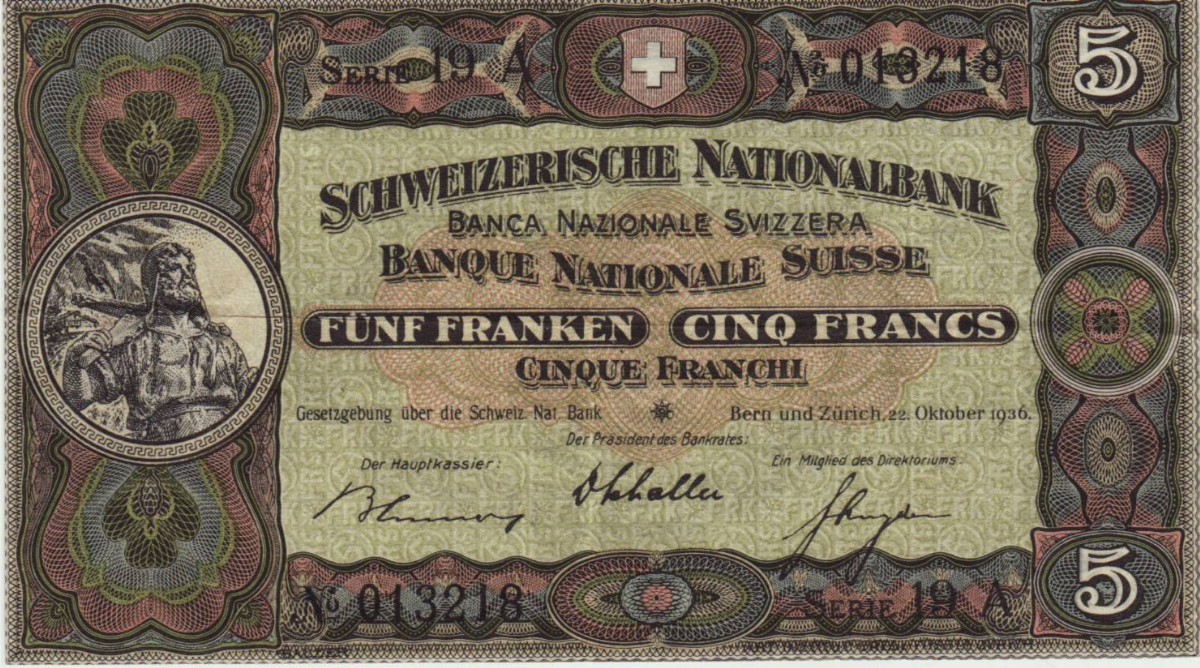 SERIE 19 A № 013218 5
SCHWEIZERISCHE NATIONALBANK
BANCA NAZIONALE SVIZZERA
BANQUE NATIONALE SUISSE
FÜNF FRANKEN CINQ FRANCS
CINQUE FRANCHI
Gesetzgebung über die Schweiz. Nat. Bank Bern und Zürich, 22. Oktober 1936.
Der Präsident des Bankrates:
Der Hauptkassier: Ein Mitglied des Direktoriums:
DSchaller
№ 013218 SERIE 19 A 5